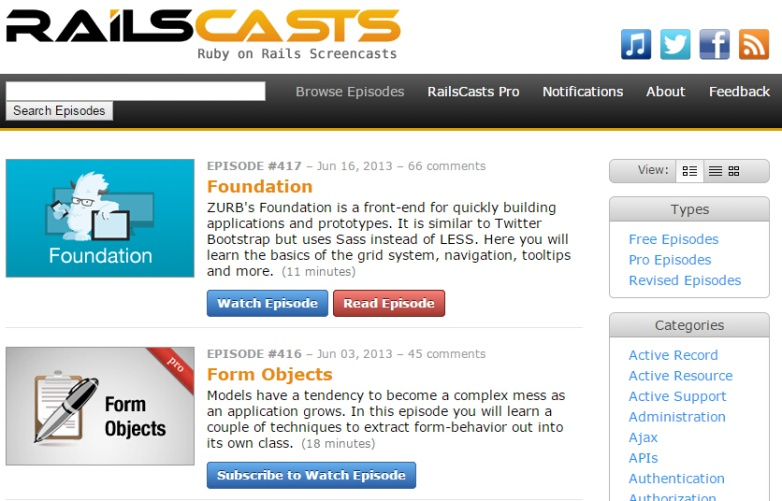 RAILSCASTS
Ruby on Rails Screencasts
Search Episodes
Browse Episodes
RailsCasts Pro
Notifications
About
Feedback
EPISODE #417 – Jun 16, 2013 – 66 comments
Foundation
ZURB's Foundation is a front-end for quickly building
applications and prototypes. It is similar to Twitter
Bootstrap but uses Sass instead of LESS. Here you will
learn the basics of the grid system, navigation, tooltips
and more. (11 minutes)
Watch Episode
Read Episode
Foundation
EPISODE #416 – Jun 03, 2013 – 45 comments
Form Objects
Models have a tendency to become a complex mess as
an application grows. In this episode you will learn a
couple of techniques to extract form-behavior out into
its own class. (18 minutes)
Subscribe to Watch Episode
pro
Form
Objects
View:
Types
Free Episodes
Pro Episodes
Revised Episodes
Categories
Active Record
Active Resource
Active Support
Administration
Ajax
APIs
Authentication
Authorization